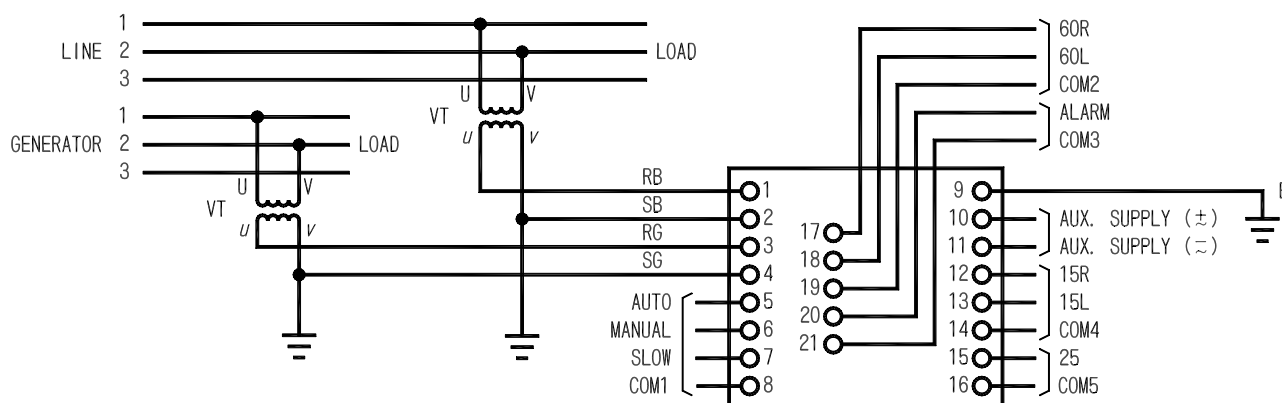 1
LINE 2 LOAD
3
U V
VT
u v
1
GENERATOR 2 LOAD
3
U V
VT
u v
RB
SB
RG
SG
AUTO
MANUAL
SLOW
COM1
1
2
3
4
5
6
7
8
17
18
19
20
21
9
10
11
12
13
14
15
16
60R
60L
COM2
ALARM
COM3
E
AUX. SUPPLY (±)
AUX. SUPPLY (−)
15R
15L
COM4
25
COM5